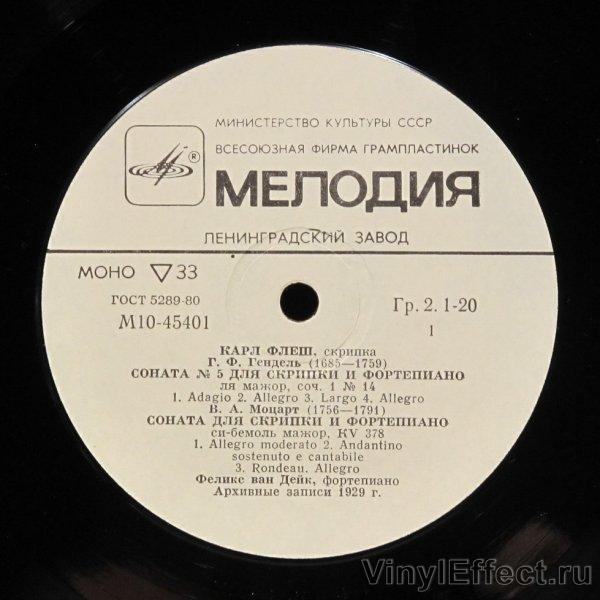 МИНИСТЕРСТВО КУЛЬТУРЫ СССР
ВСЕСОЮЗНАЯ ФИРМА ГРАМПЛАСТИНОК
®
МЕЛОДИЯ
ЛЕНИНГРАДСКИЙ ЗАВОД
МОНО ▽ 33
ГОСТ 5289-80
М10-45401
Гр. 2. 1-20
1
КАРЛ ФЛЕШ, скрипка
Г. Ф. Гендель (1685—1759)
СОНАТА № 5 ДЛЯ СКРИПКИ И ФОРТЕПИАНО
ля мажор, соч. 1 № 14
1. Adagio 2. Allegro 3. Largo 4. Allegro
В. А. Моцарт (1756—1791)
СОНАТА ДЛЯ СКРИПКИ И ФОРТЕПИАНО
си-бемоль мажор, KV 378
1. Allegro moderato 2. Andantino
sostenuto e cantabile
3. Rondeau. Allegro
Феликс ван Дейк, фортепиано
Архивные записи 1929 г.
VinylEffect.ru